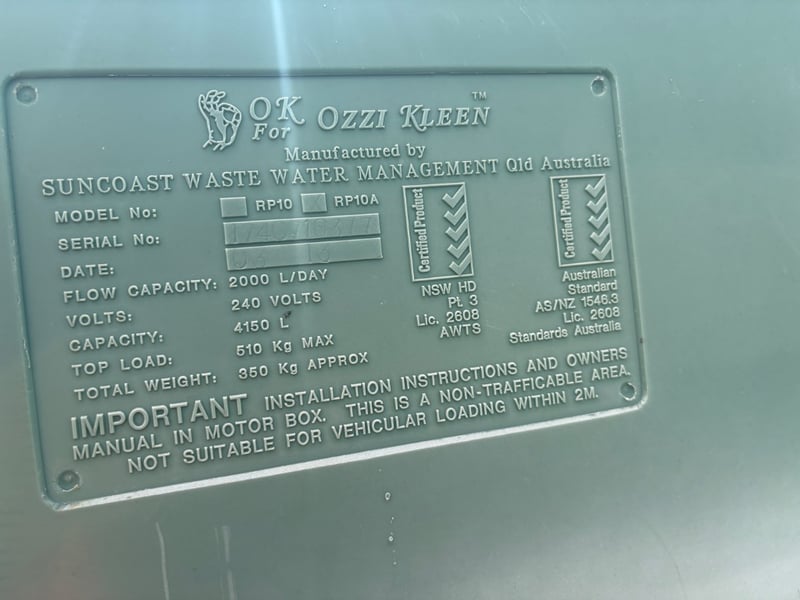 OK
For
OZZI KLEEN™
Manufactured by
SUNCOAST WASTE WATER MANAGEMENT Qld Australia
MODEL No: RP10 RP10A
SERIAL No:
DATE:
FLOW CAPACITY: 2000 L/DAY
VOLTS: 240 VOLTS
CAPACITY: 4150 L
TOP LOAD: 510 Kg MAX
TOTAL WEIGHT: 350 Kg APPROX
Certified Product
NSW HD
Pt. 3
Lic. 2608
AWTS
Certified Product
Australian
Standard
AS/NZ 1546.3
Lic. 2608
Standards Australia
IMPORTANT INSTALLATION INSTRUCTIONS AND OWNERS
MANUAL IN MOTOR BOX. THIS IS A NON-TRAFFICABLE AREA.
NOT SUITABLE FOR VEHICULAR LOADING WITHIN 2M.